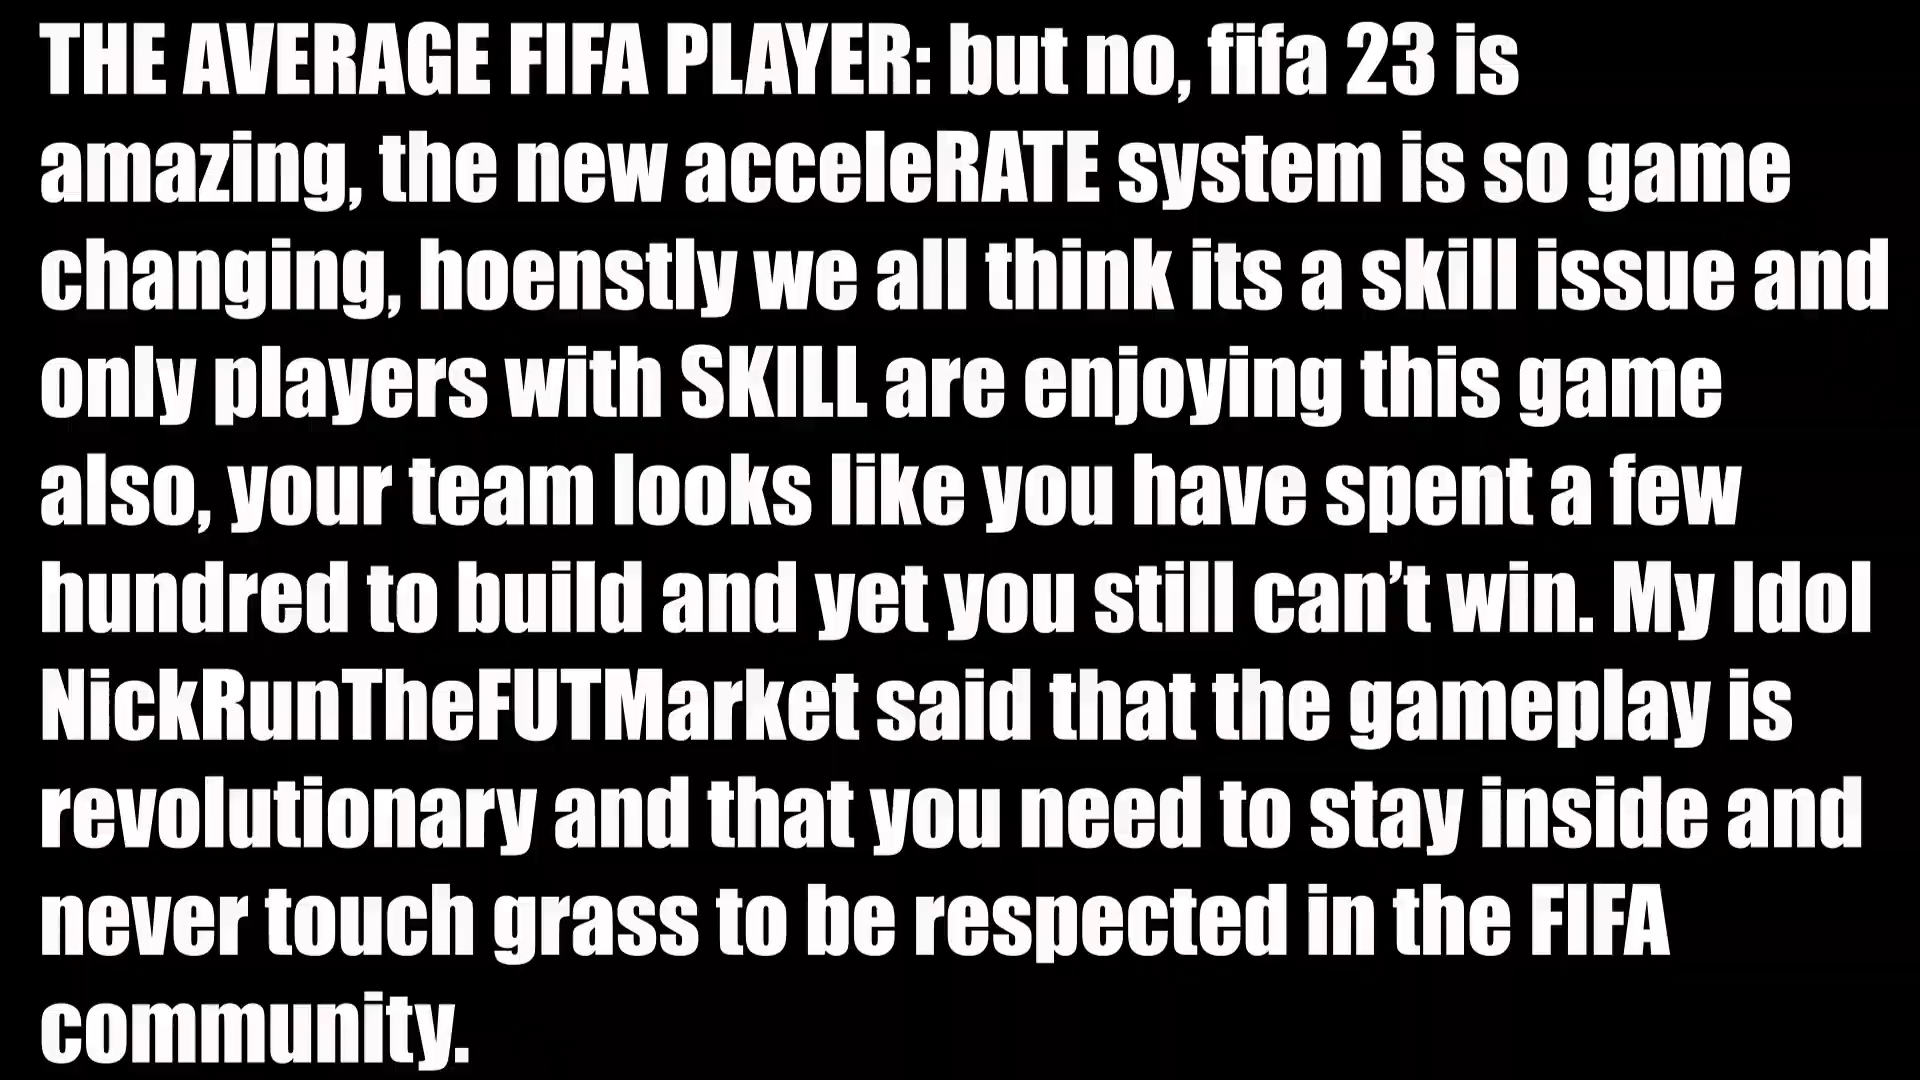 THE AVERAGE FIFA PLAYER: but no, fifa 23 is
amazing, the new acceleRATE system is so game
changing, hoenstly we all think its a skill issue and
only players with SKILL are enjoying this game
also, your team looks like you have spent a few
hundred to build and yet you still can’t win. My Idol
NickRunTheFUTMarket said that the gameplay is
revolutionary and that you need to stay inside and
never touch grass to be respected in the FIFA
community.